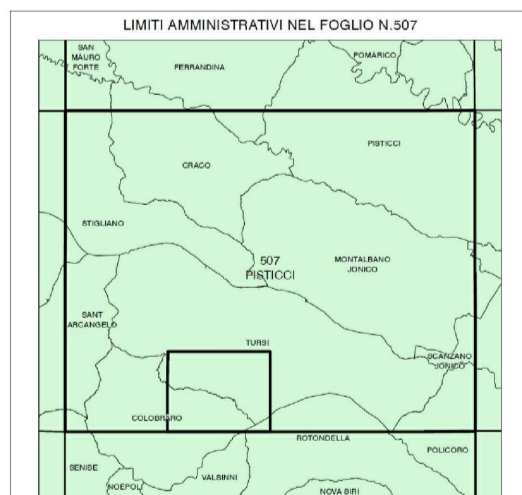 LIMITI AMMINISTRATIVI NEL FOGLIO N.507
SAN
MAURO
FORTE
FERRANDINA
POMARICO
CRACO
PISTICCI
STIGLIANO
507
PISTICCI
MONTALBANO
JONICO
SANT
ARCANGELO
TURSI
SCANZANO
JONICO
COLOBRARO
ROTONDELLA
SENISE
NOEPOLI
VALSINNI
POLICORO
NOVA SIRI